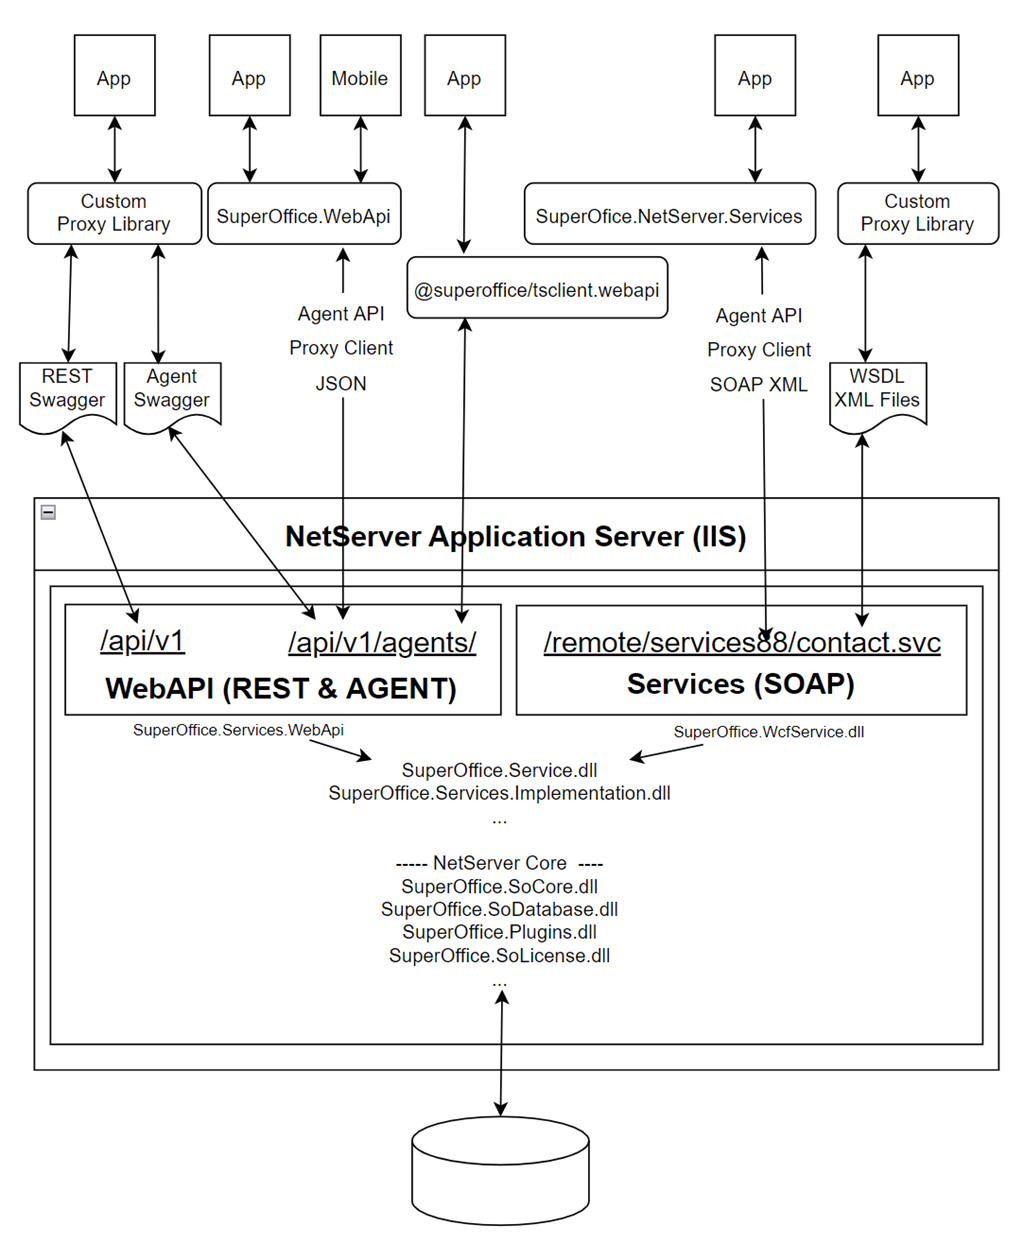 App
App
Mobile
App
App
App
Custom
Proxy Library
SuperOffice.WebApi
SuperOfice.NetServer.Services
Custom
Proxy Library
@superoffice/tsclient.webapi
Agent API
Proxy Client
JSON
Agent API
Proxy Client
SOAP XML
REST
Swagger
Agent
Swagger
WSDL
XML Files
NetServer Application Server (IIS)
/api/v1
/api/v1/agents/
WebAPI (REST & AGENT)
/remote/services88/contact.svc
Services (SOAP)
SuperOffice.Services.WebApi
SuperOffice.WcfService.dll
SuperOffice.Service.dll
SuperOffice.Services.Implementation.dll
...
----- NetServer Core ----
SuperOffice.SoCore.dll
SuperOffice.SoDatabase.dll
SuperOffice.Plugins.dll
SuperOffice.SoLicense.dll
...